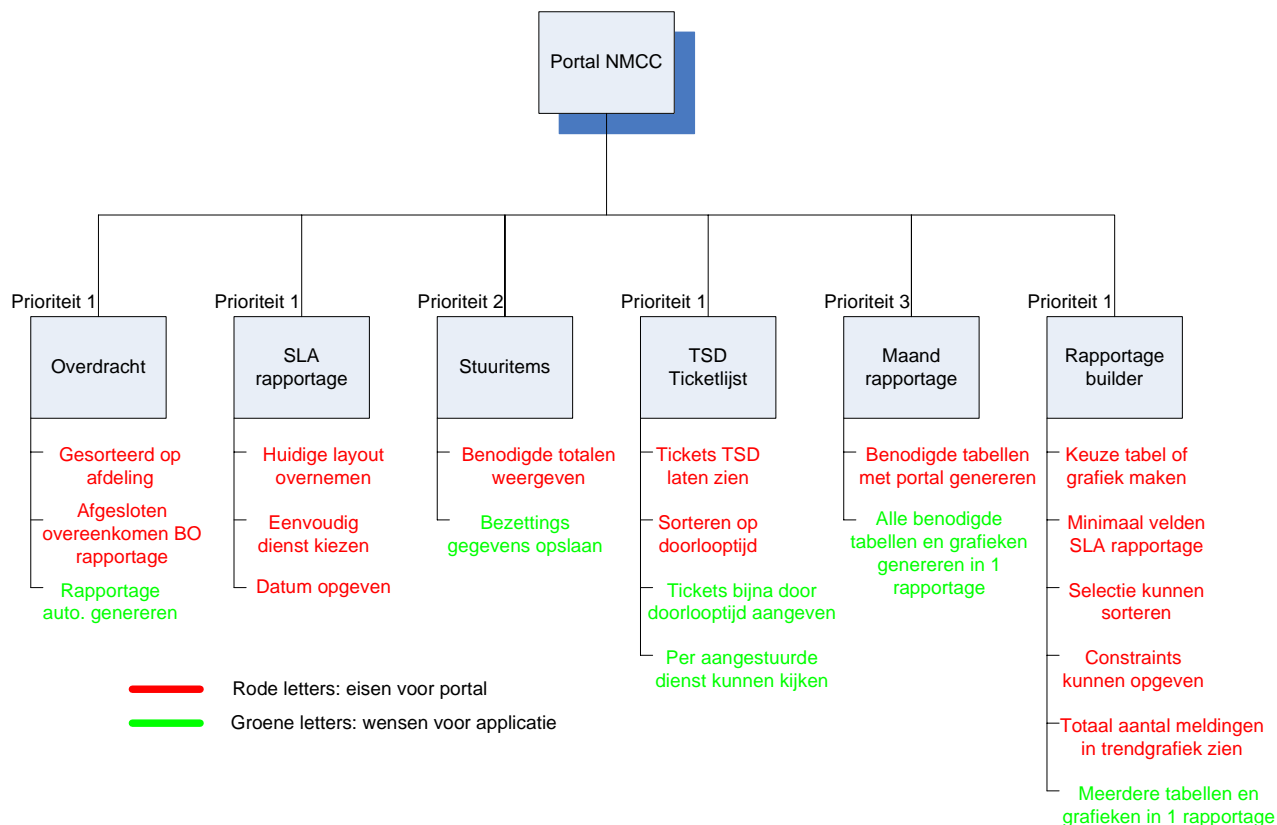 Portal NMCC
Prioriteit 1
Overdracht
Gesorteerd op
afdeling
Afgesloten
overeenkomen BO
rapportage
Rapportage
auto. genereren
Prioriteit 1
SLA
rapportage
Huidige layout
overnemen
Eenvoudig
dienst kiezen
Datum opgeven
Prioriteit 2
Stuuritems
Benodigde totalen
weergeven
Bezettings
gegevens opslaan
Prioriteit 1
TSD
Ticketlijst
Tickets TSD
laten zien
Sorteren op
doorlooptijd
Tickets bijna door
doorlooptijd aangeven
Per aangestuurde
dienst kunnen kijken
Prioriteit 3
Maand
rapportage
Benodigde tabellen
met portal genereren
Alle benodigde
tabellen en grafieken
genereren in 1
rapportage
Prioriteit 1
Rapportage
builder
Keuze tabel of
grafiek maken
Minimaal velden
SLA rapportage
Selectie kunnen
sorteren
Constraints
kunnen opgeven
Totaal aantal meldingen
in trendgrafiek zien
Meerdere tabellen en
grafieken in 1 rapportage
Rode letters: eisen voor portal
Groene letters: wensen voor applicatie